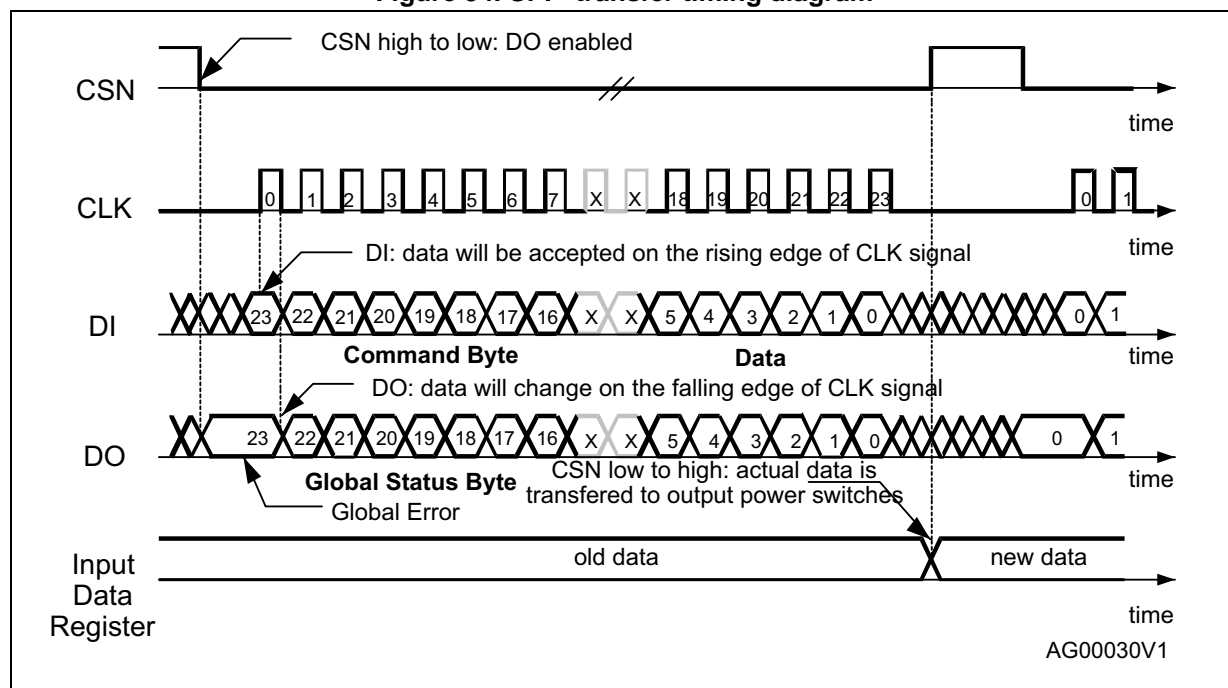 CSN high to low: DO enabled
CSN
time
0 1 2 3 4 5 6 7 X X 18 19 20 21 22 23 0 1
CLK
time
DI: data will be accepted on the rising edge of CLK signal
23 22 21 20 19 18 17 16 X X 5 4 3 2 1 0 0 1
DI
Command Byte Data
time
DO: data will change on the falling edge of CLK signal
23 22 21 20 19 18 17 16 X X 5 4 3 2 1 0 0 1
DO
time
Global Status Byte
CSN low to high: actual data is
transfered to output power switches
Global Error
old data new data
Input
Data
Register
time
AG00030V1